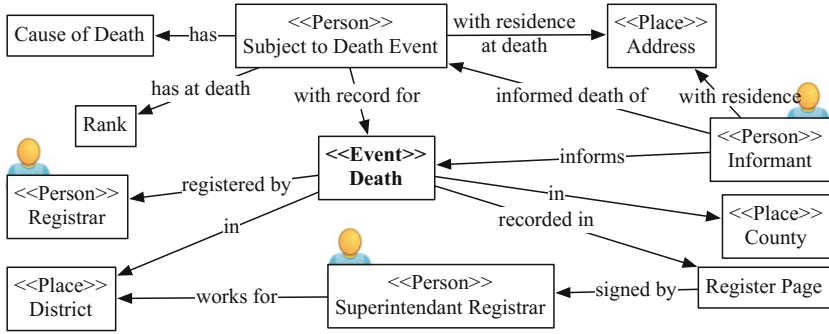 <<Person>>
Subject to Death Event
<<Place>>
Address
Cause of Death
has
with residence
at death
has at death
with record for
informed death of
with residence
Rank
<<Person>>
Informant
<<Event>>
Death
informs
<<Person>>
Registrar
registered by
in
in
recorded in
<<Place>>
County
<<Place>>
District
works for
<<Person>>
Superintendant Registrar
signed by
Register Page